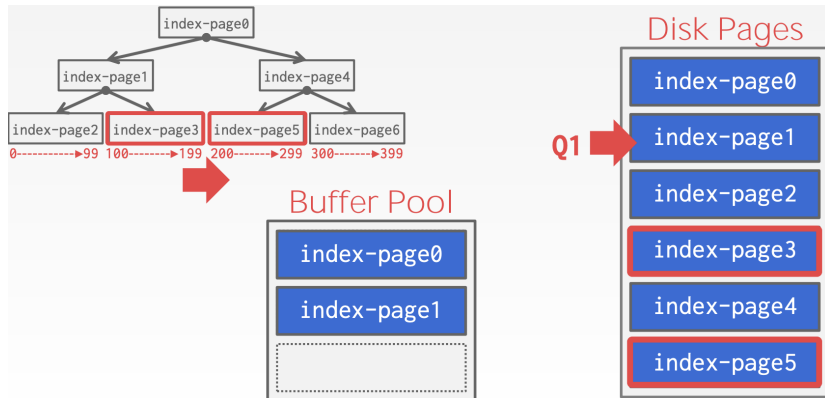 index-page0
index-page1
index-page4
index-page2
index-page3
index-page5
index-page6
0---------▶99
100------▶199
200------▶299
300------▶399
Buffer Pool
index-page0
index-page1
Disk Pages
index-page0
Q1
index-page1
index-page2
index-page3
index-page4
index-page5